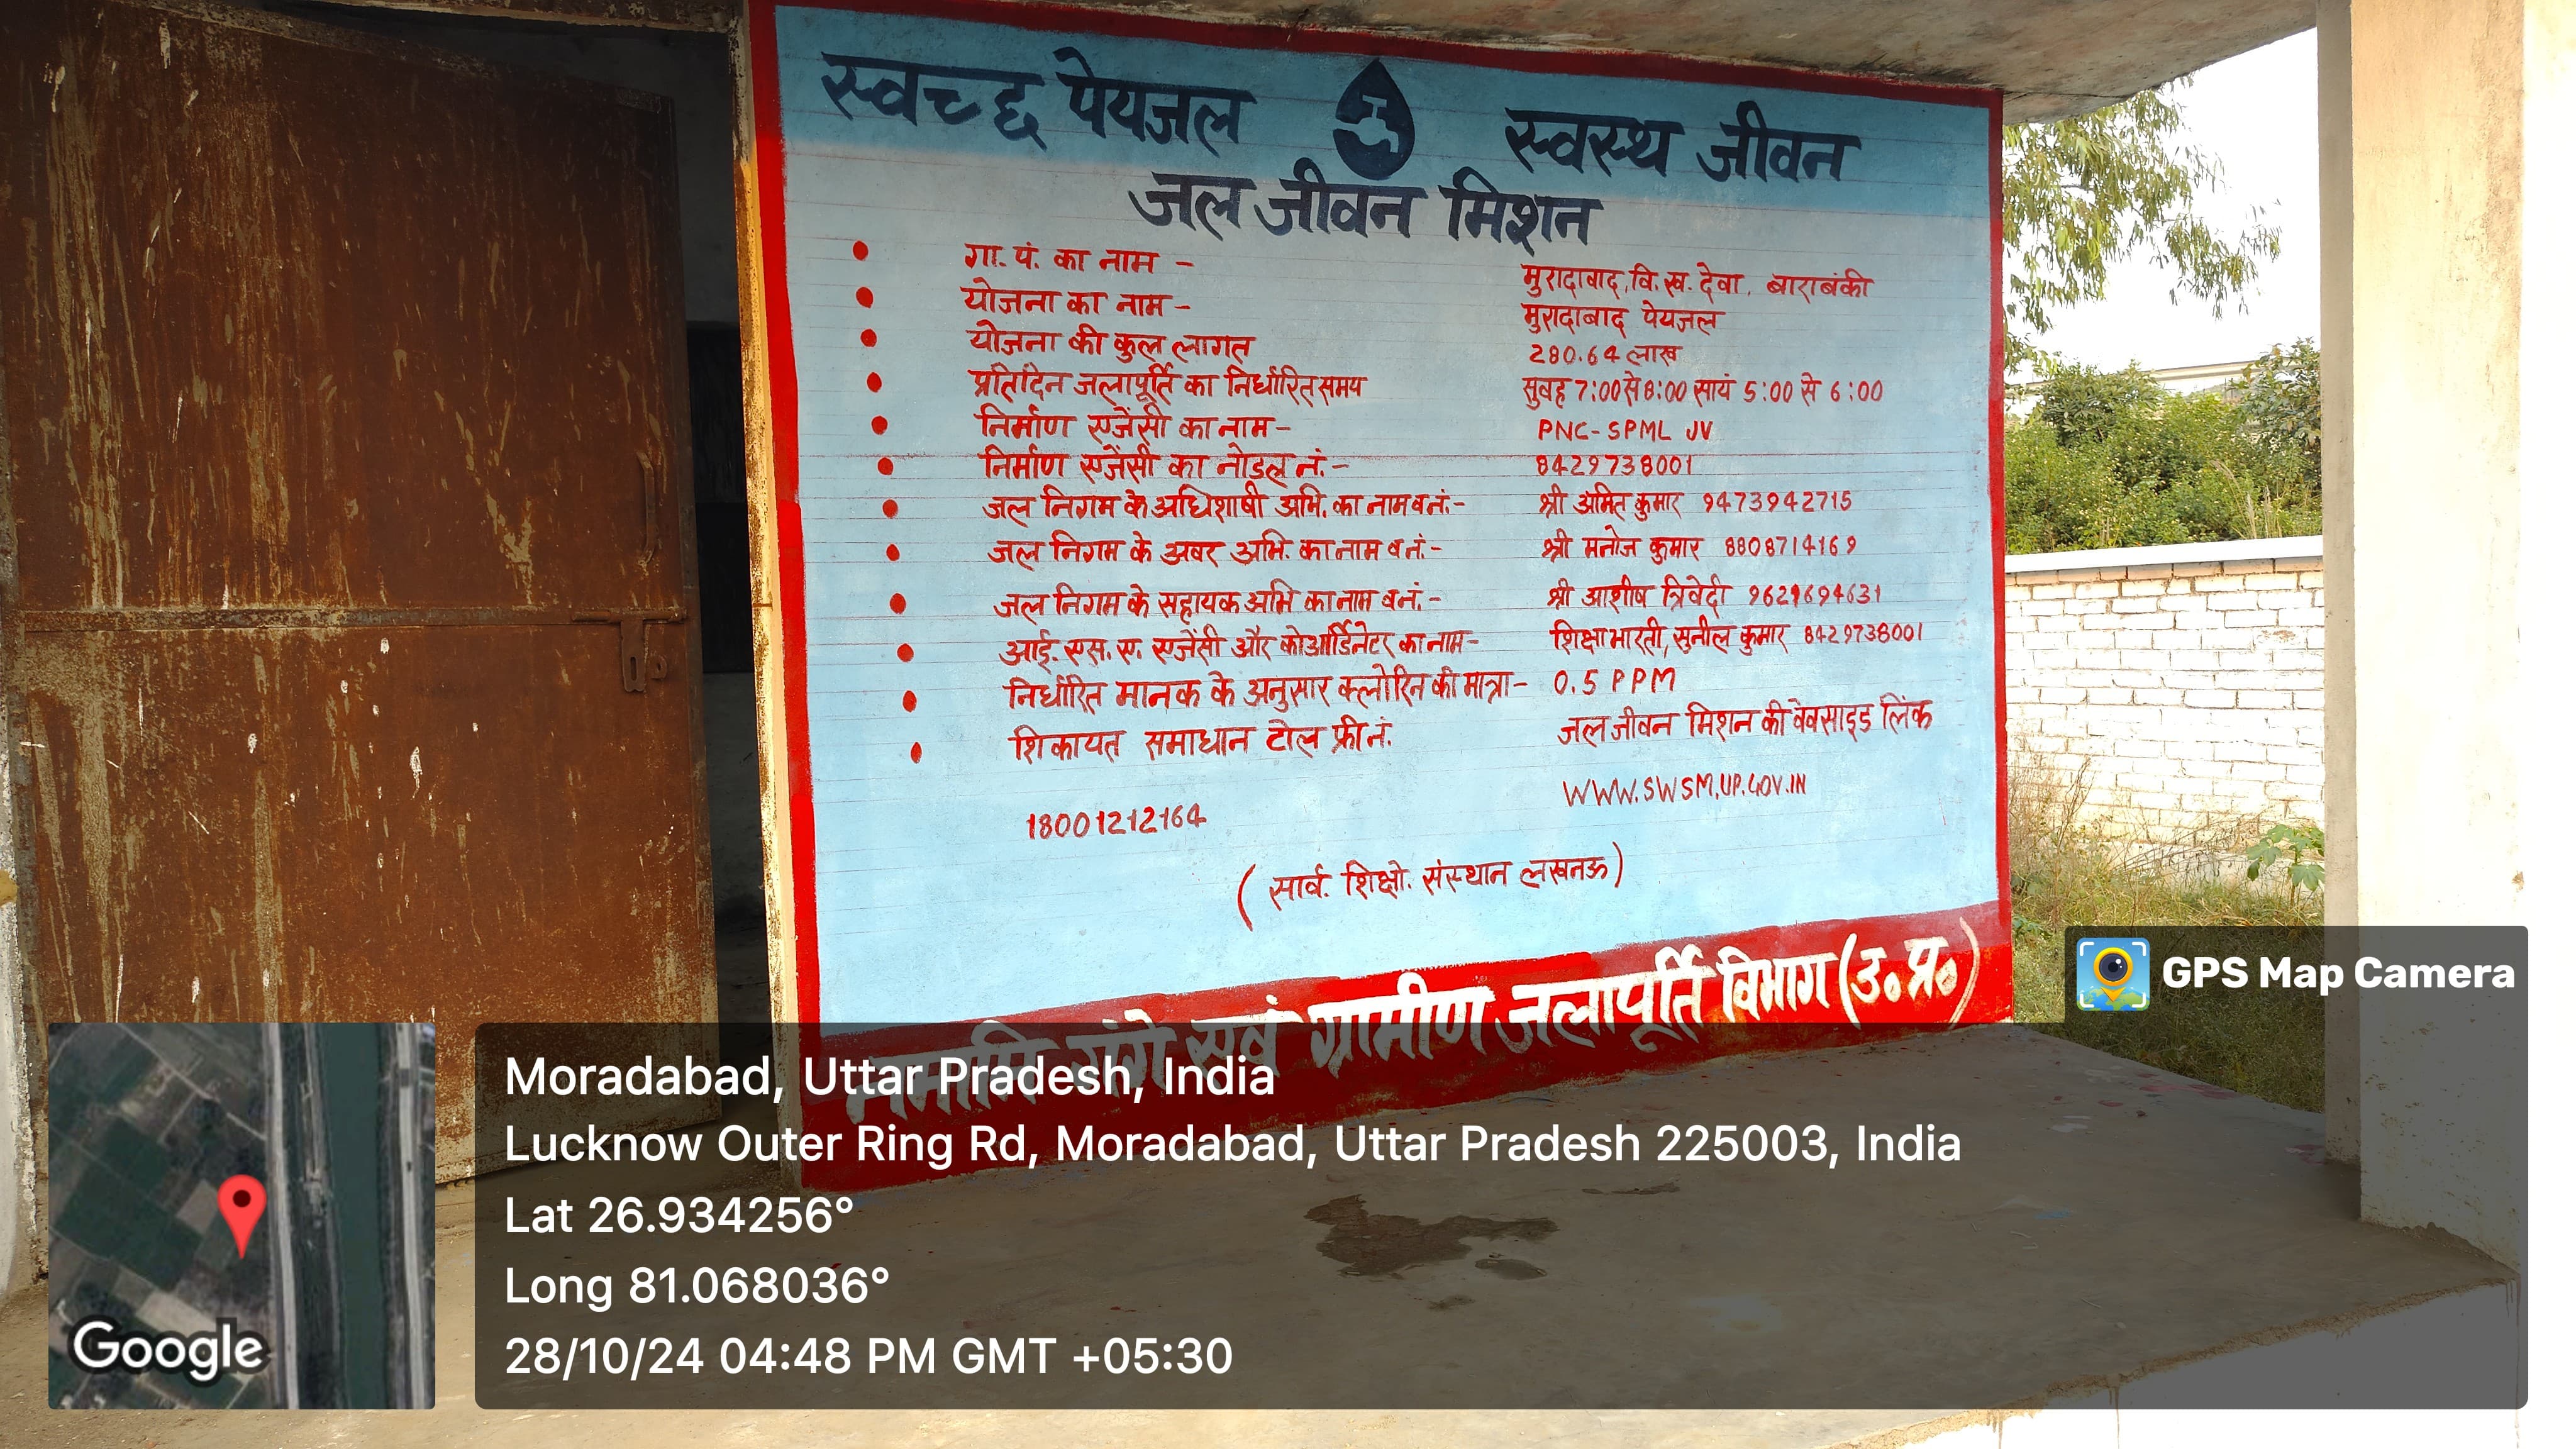 स्वच्छ पेयजल स्वस्थ जीवन
जल जीवन मिशन
• गा. पं. का नाम – मुरादाबाद, वि. ख. देवा, बाराबंकी
• योजना का नाम – मुरादाबाद पेयजल
• योजना की कुल लागत 280.64 लाख
• प्रतिदिन जलापूर्ति का निर्धारित समय सुबह 7:00 से 8:00 सायं 5:00 से 6:00
• निर्माण एजेंसी का नाम – PNC-SPML JV
• निर्माण एजेंसी का नोडल नं. – 8429738001
• जल निगम के अधिशाषी अभि. का नाम व नं. – श्री अमित कुमार 9473942715
• जल निगम के अवर अभि. का नाम व नं. – श्री मनोज कुमार 8808714169
• जल निगम के सहायक अभि का नाम व नं. – श्री आशीष त्रिवेदी 9621694631
• आई. एस. ए. एजेंसी और कोआर्डिनेटर का नाम – शिक्षा भारती, सुनील कुमार 8429738001
• निर्धारित मानक के अनुसार क्लोरिन की मात्रा – 0.5 PPM
• शिकायत समाधान टोल फ्री नं. जल जीवन मिशन की वेवसाइड लिंक
18001212164 WWW.SWSM.UP.GOV.IN
(सार्व. शिक्षो. संस्थान लखनऊ)
नमामि गंगे एवं ग्रामीण जलापूर्ति विभाग (उ॰प्र॰)
GPS Map Camera
Moradabad, Uttar Pradesh, India
Lucknow Outer Ring Rd, Moradabad, Uttar Pradesh 225003, India
Lat 26.934256°
Long 81.068036°
28/10/24 04:48 PM GMT +05:30
Google